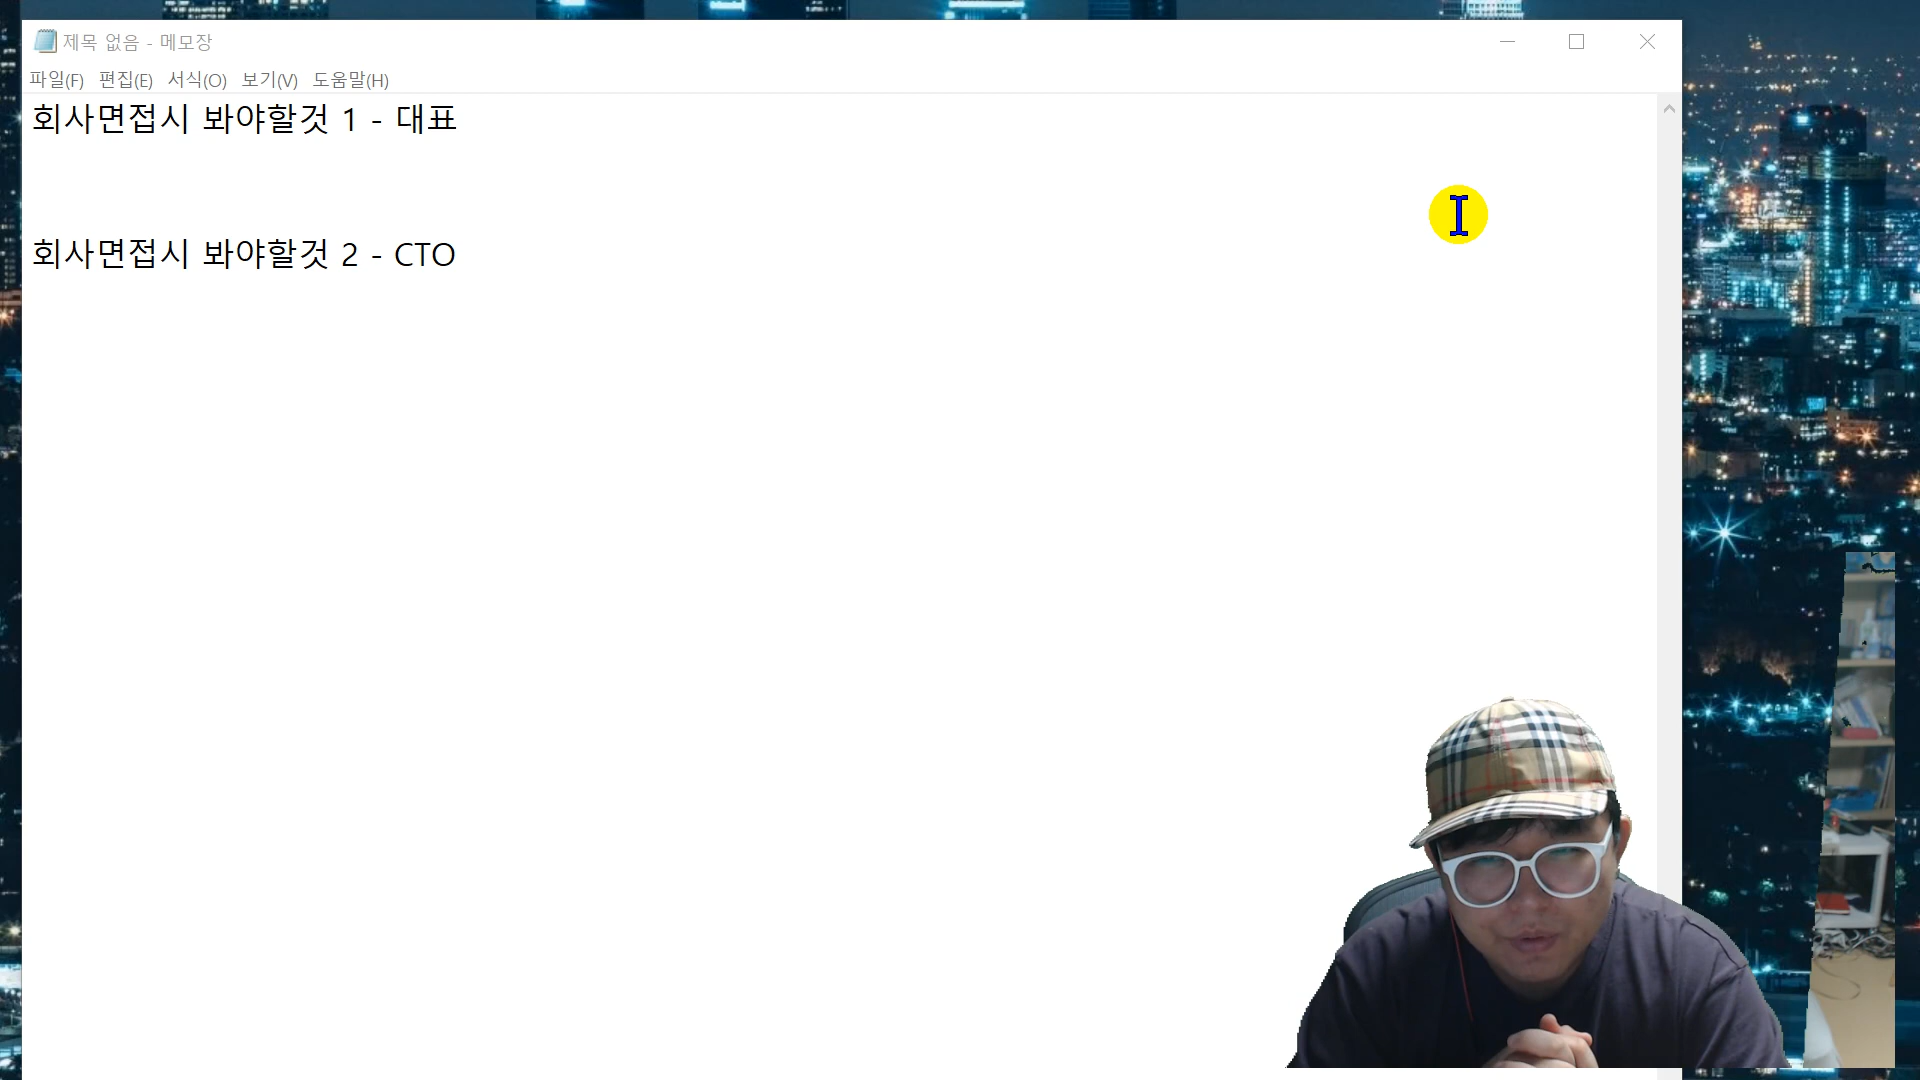 제목 없음 - 메모장
파일(F) 편집(E) 서식(O) 보기(V) 도움말(H)
회사면접시 봐야할것 1 - 대표
회사면접시 봐야할것 2 - CTO